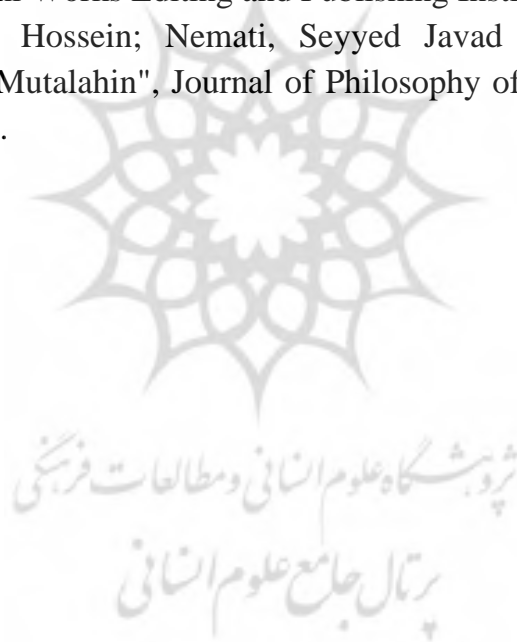 Works Editing and Publishing
Hossein; Nemati, Seyyed Javad
Mutalahin", Journal of Philosophy of
.
پژوهشگاه علوم انسانی و مطالعات فرهنگی
پرتال جامع علوم انسانی